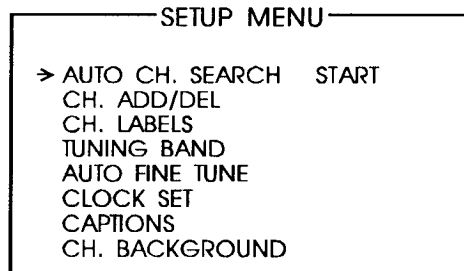 SETUP MENU
→ AUTO CH. SEARCH START
CH. ADD/DEL
CH. LABELS
TUNING BAND
AUTO FINE TUNE
CLOCK SET
CAPTIONS
CH. BACKGROUND